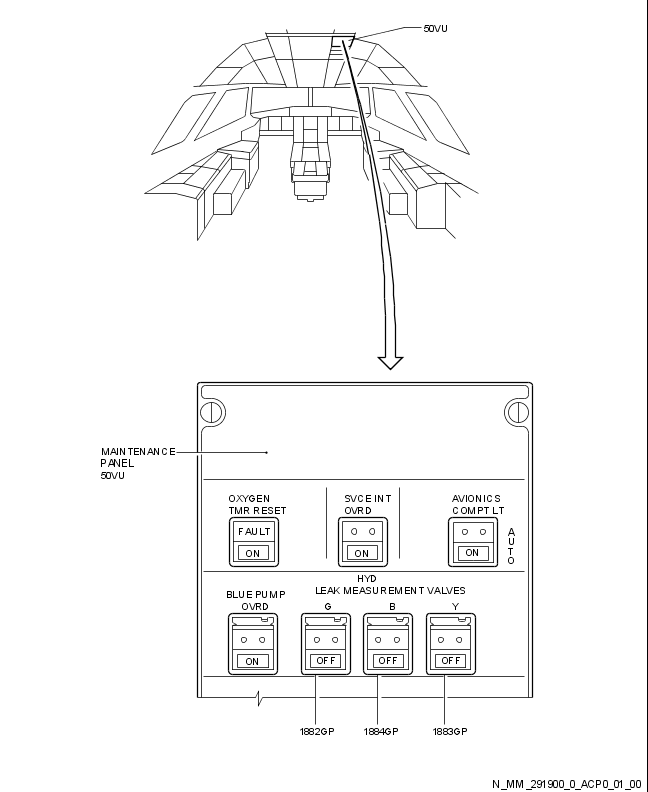 50VU
MAINTENANCE
PANEL
50VU
OXYGEN
TMR RESET
FAULT
ON
SVCE INT
OVRD
ON
AVIONICS
COMPT LT
ON
AUTO
HYD
LEAK MEASUREMENT VALVES
BLUE PUMP
OVRD
G
B
Y
ON
OFF
OFF
OFF
1882GP
1884GP
1883GP
N_MM_291900_0_ACP0_01_00